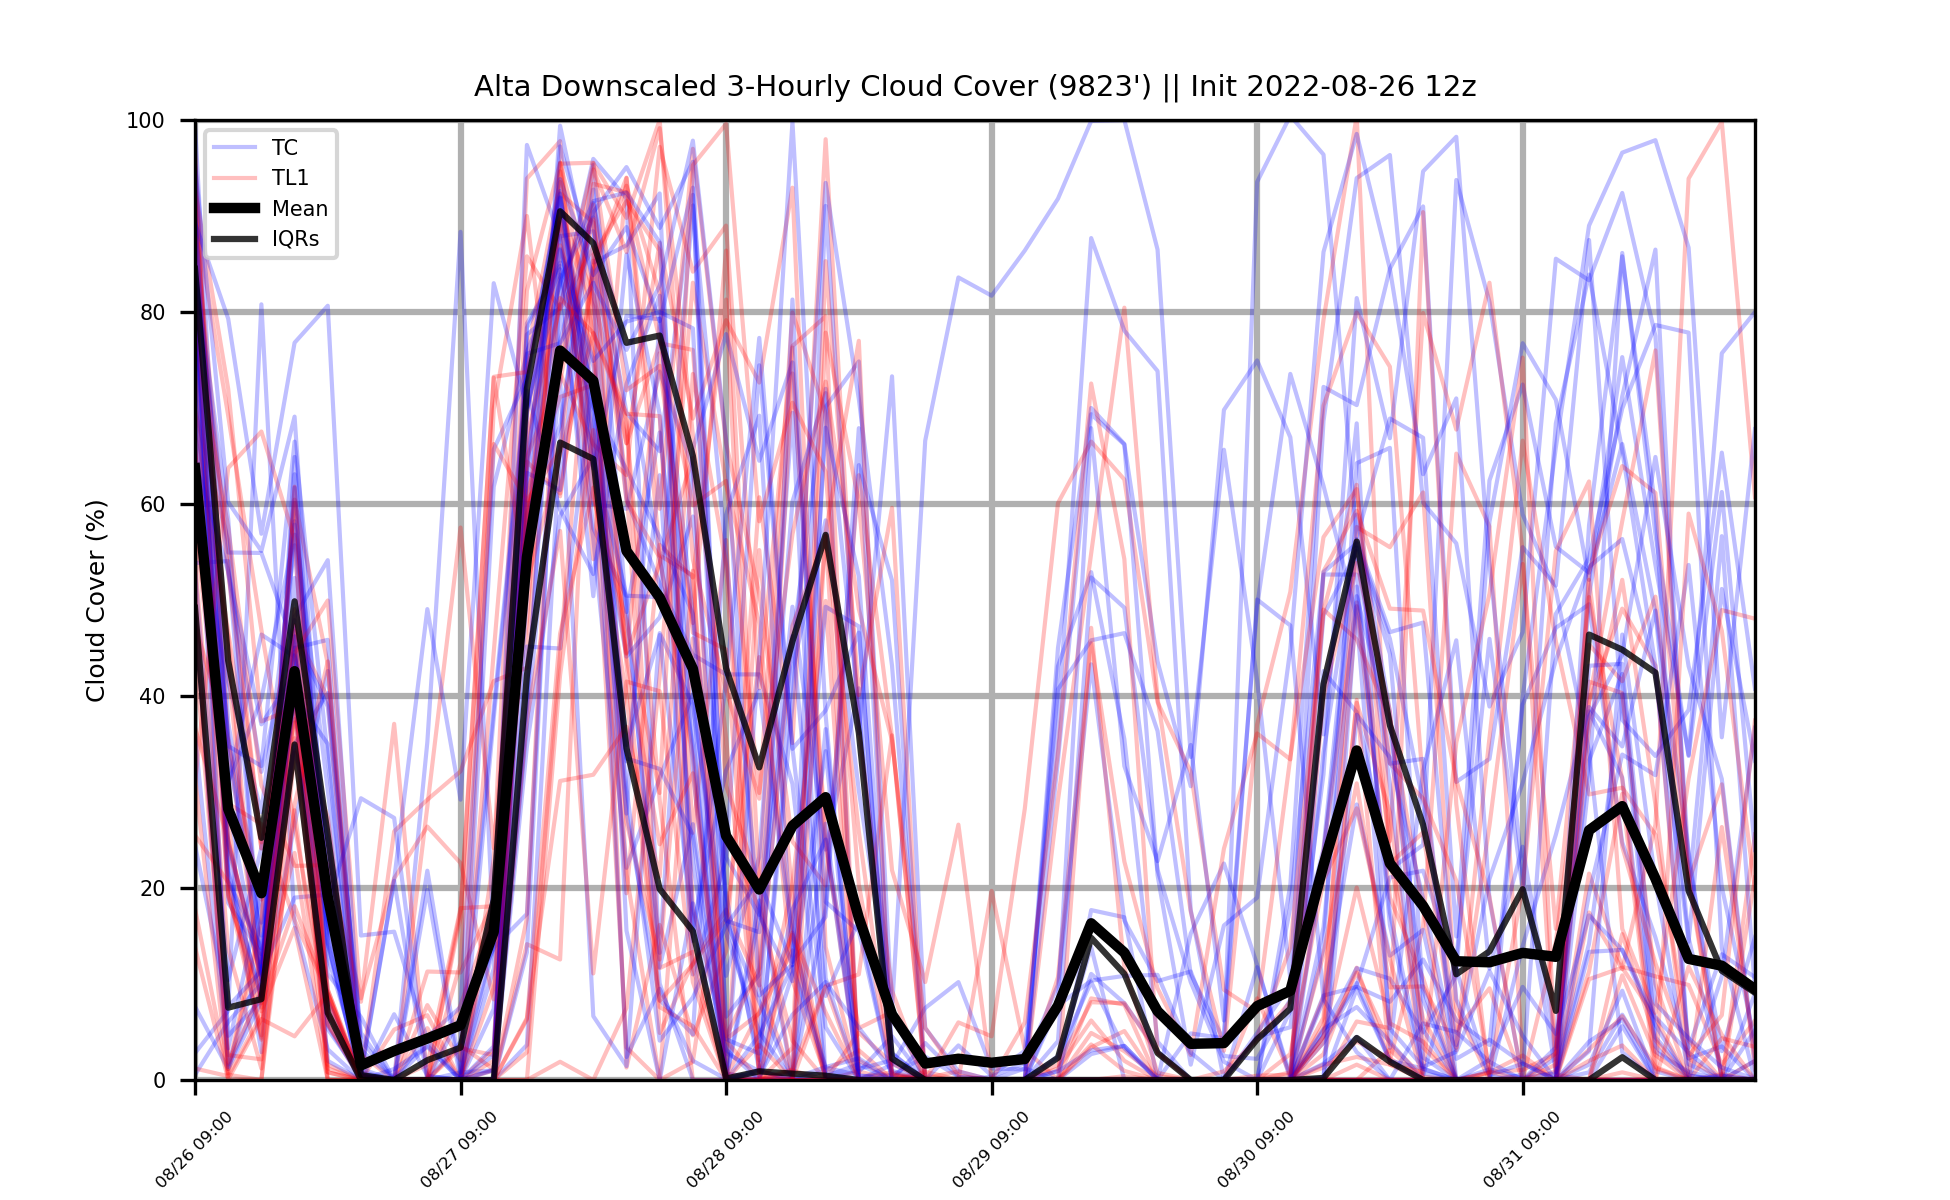 Alta Downscaled 3-Hourly Cloud Cover (9823') || Init 2022-08-26 12z
100
80
60
40
20
0
Cloud Cover (%)
TC
TL1
Mean
IQRs
08/26 09:00
08/27 09:00
08/28 09:00
08/29 09:00
08/30 09:00
08/31 09:00